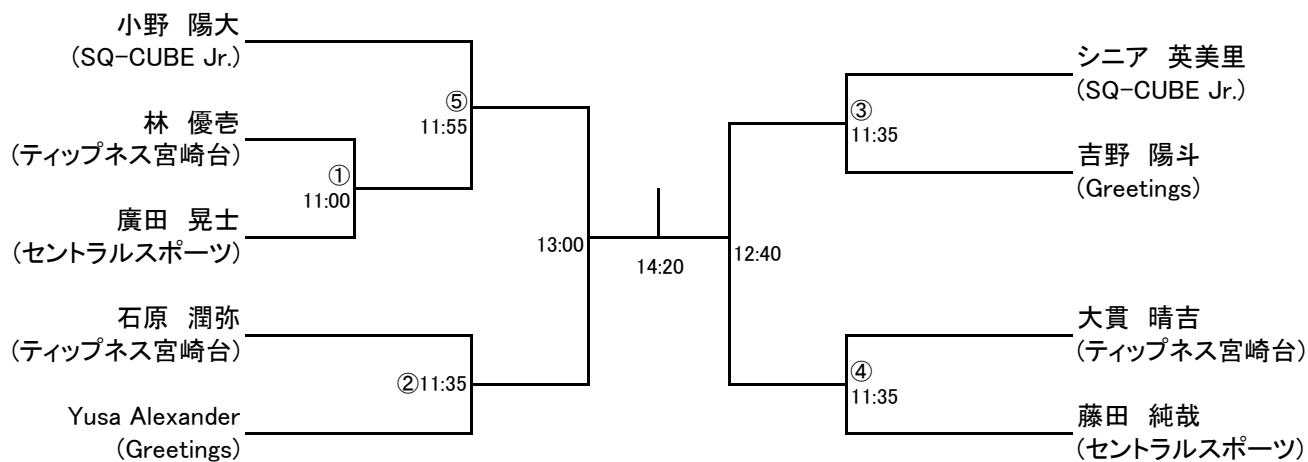 小野　陽大
(SQ-CUBE Jr.)
林　優壱
(ティップネス宮崎台)
廣田　晃士
(セントラルスポーツ)
石原　潤弥
(ティップネス宮崎台)
Yusa Alexander
(Greetings)
①
11:00
②11:35
⑤
11:55
13:00
14:20
12:40
③
11:35
④
11:35
シニア　英美里
(SQ-CUBE Jr.)
吉野　陽斗
(Greetings)
大貫　晴吉
(ティップネス宮崎台)
藤田　純哉
(セントラルスポーツ)